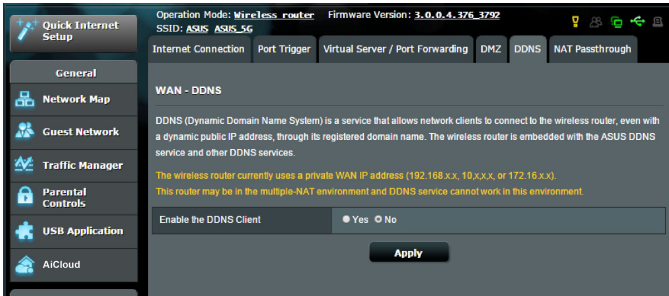 Quick Internet
Setup
Operation Mode: Wireless router Firmware Version: 3.0.0.4.376_3792
SSID: ASUS ASUS_5G
Internet Connection Port Trigger Virtual Server / Port Forwarding DMZ DDNS NAT Passthrough
General
Network Map
Guest Network
Traffic Manager
Parental
Controls
USB Application
AiCloud
WAN - DDNS
DDNS (Dynamic Domain Name System) is a service that allows network clients to connect to the wireless router, even with
a dynamic public IP address, through its registered domain name. The wireless router is embedded with the ASUS DDNS
service and other DDNS services.
The wireless router currently uses a private WAN IP address (192.168.x.x, 10,x,x,x, or 172.16.x.x).
This router may be in the multiple-NAT environment and DDNS service cannot work in this environment.
Enable the DDNS Client Yes No
Apply